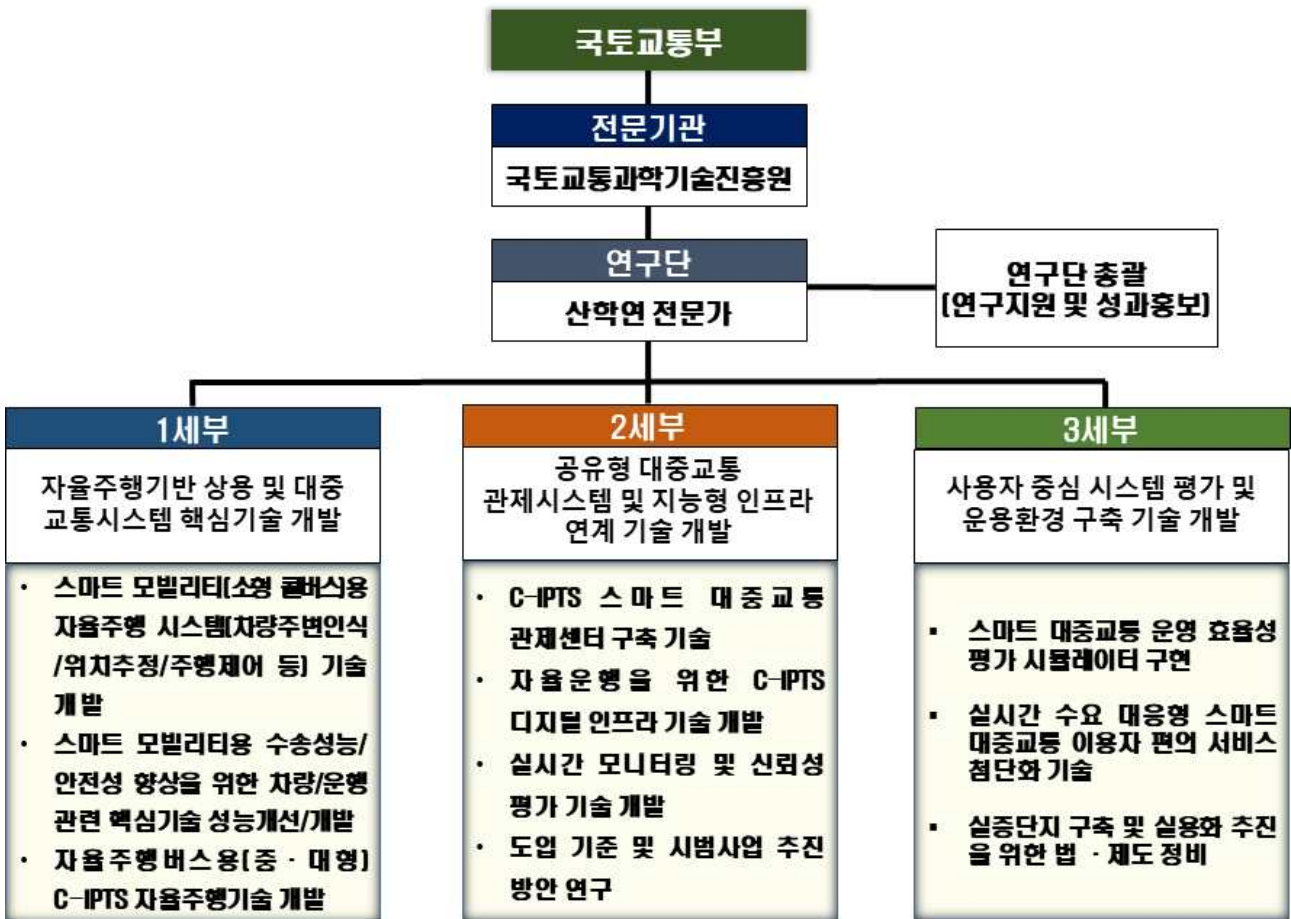 국토교통부
전문기관
국토교통과학기술진흥원
연구단
산학연 전문가
연구단 총괄
(연구지원 및 성과홍보)
1세부
자율주행기반 상용 및 대중
교통시스템 핵심기술 개발
• 스마트 모빌리티(소형 콜버스)용
자율주행 시스템(차량주변인식
/위치추정/주행제어 등) 기술
개발
• 스마트 모빌리티용 수송성능/
안전성 향상을 위한 차량/운행
관련 핵심기술 성능개선/개발
• 자율주행버스용(중·대형)
C-IPTS 자율주행기술 개발
2세부
공유형 대중교통
관제시스템 및 지능형 인프라
연계 기술 개발
• C-IPTS 스마트 대중교통
관제센터 구축 기술
• 자율운행을 위한 C-IPTS
디지털 인프라 기술 개발
• 실시간 모니터링 및 신뢰성
평가 기술 개발
• 도입 기준 및 시범사업 추진
방안 연구
3세부
사용자 중심 시스템 평가 및
운용환경 구축 기술 개발
▪ 스마트 대중교통 운영 효율성
평가 시뮬레이터 구현
▪ 실시간 수요 대응형 스마트
대중교통 이용자 편의 서비스
첨단화 기술
▪ 실증단지 구축 및 실용화 추진
을 위한 법·제도 정비